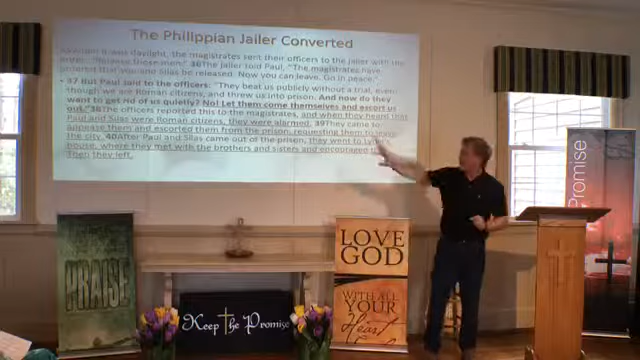 The Philippian Jailer Converted
it was daylight, the magistrates sent their officers to the jailer with the
order: "Release those men." 36The jailer told Paul, "The magistrates have
ordered that you and Silas be released. Now you can leave. Go in peace."
• 37 But Paul said to the officers: "They beat us publicly without a trial, even
though we are Roman citizens, and threw us into prison. And now do they
want to get rid of us quietly? No! Let them come themselves and escort us
out." 38The officers reported this to the magistrates, and when they heard that
Paul and Silas were Roman citizens, they were alarmed. 39They came to
appease them and escorted them from the prison, requesting them to leave
the city. 40After Paul and Silas came out of the prison, they went to Lydia's
house, where they met with the brothers and sisters and encouraged
Then they left.
PRAISE
Keep the Promise
LOVE
GOD
WITH ALL
YOUR
Heart
Promise